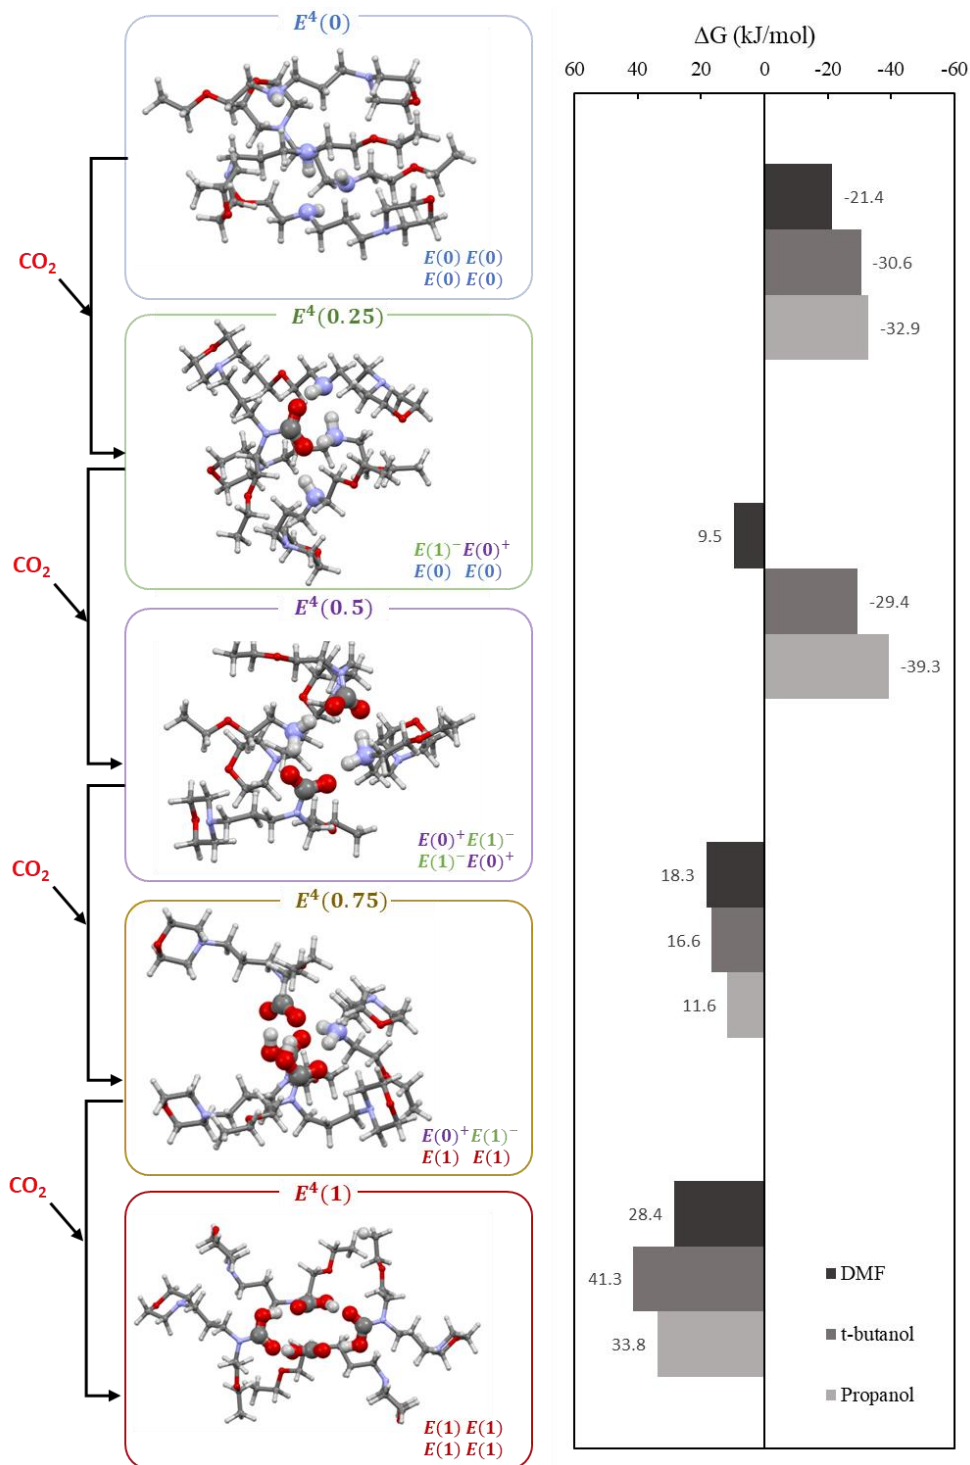 E⁴(0)
E(0) E(0)
E(0) E(0)
CO₂
E⁴(0.25)
E(1)⁻E(0)⁺
E(0) E(0)
CO₂
E⁴(0.5)
E(0)⁺E(1)⁻
E(1)⁻E(0)⁺
CO₂
E⁴(0.75)
E(0)⁺E(1)⁻
E(1) E(1)
CO₂
E⁴(1)
E(1) E(1)
E(1) E(1)
ΔG (kJ/mol)
60 40 20 0 -20 -40 -60
-21.4
-30.6
-32.9
9.5
-29.4
-39.3
18.3
16.6
11.6
28.4
41.3
33.8
DMF
t-butanol
Propanol